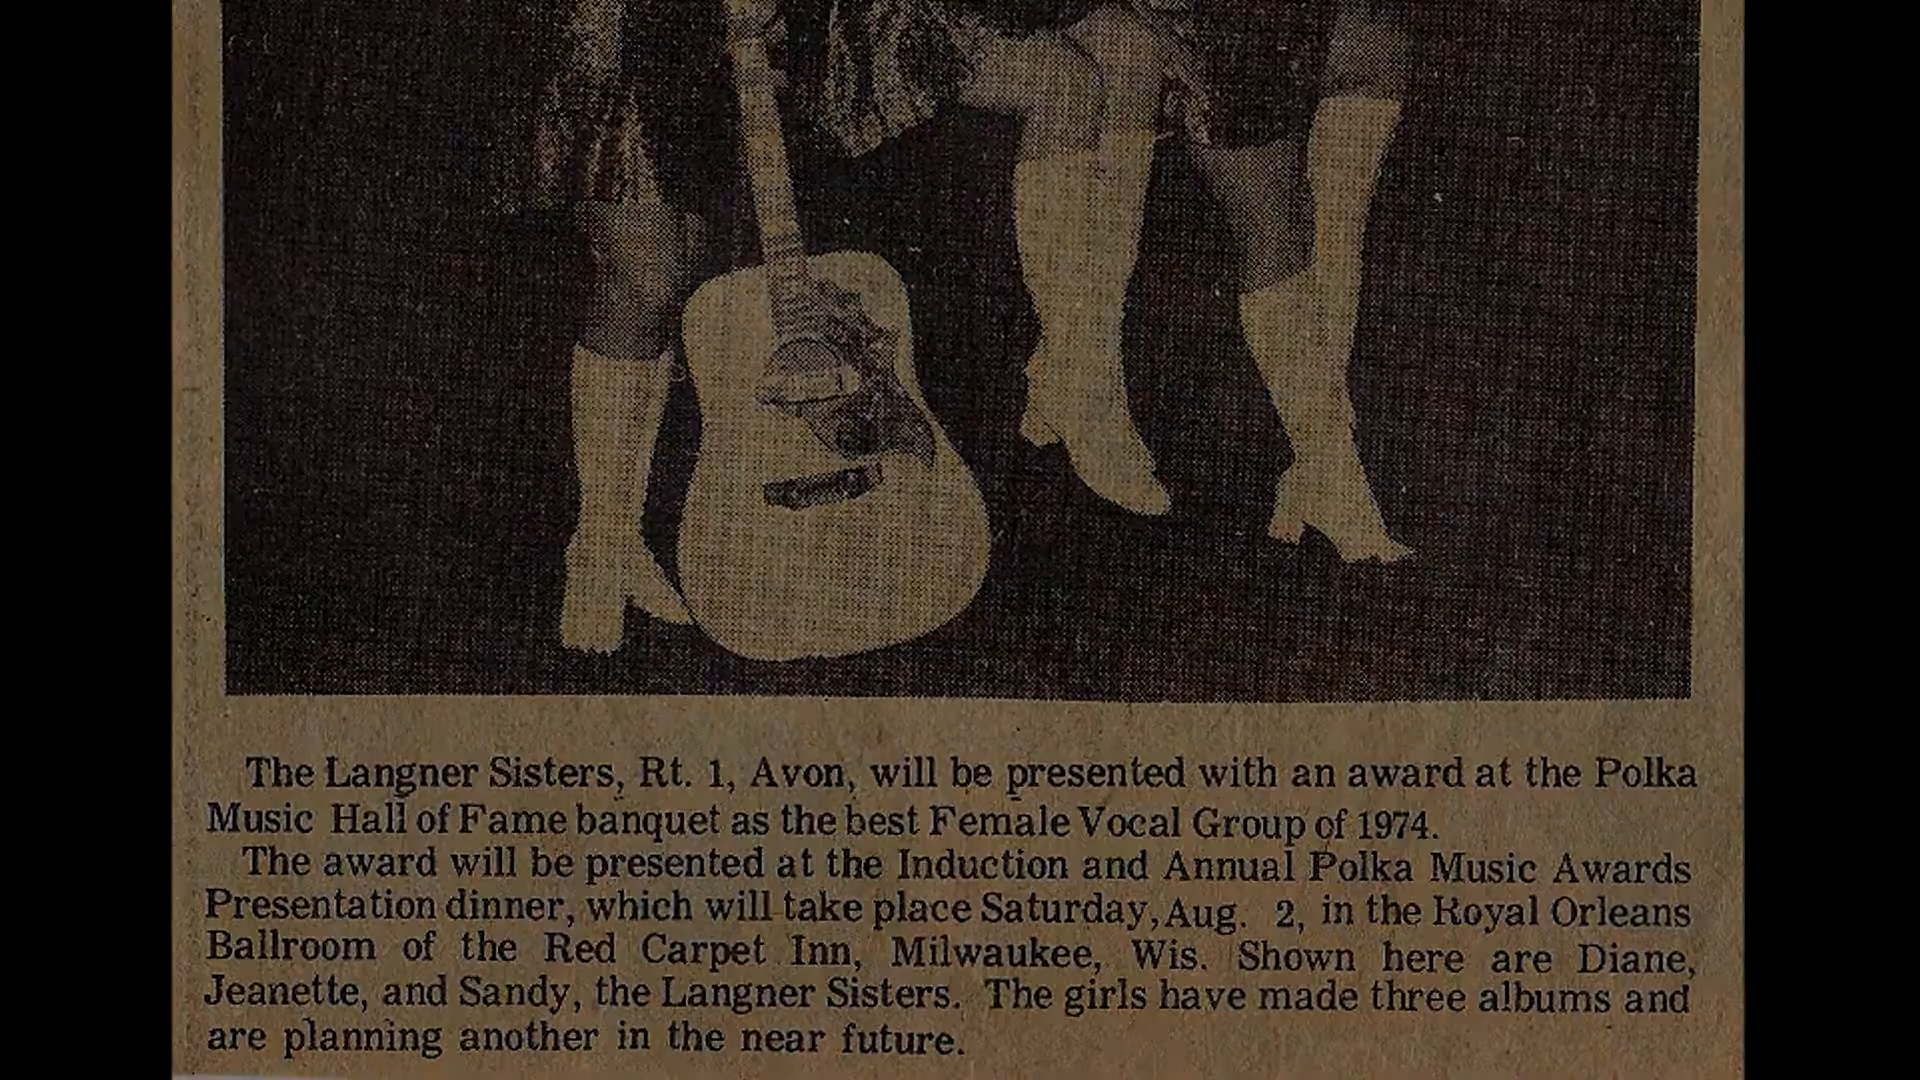 The Langner Sisters, Rt. 1, Avon, will be presented with an award at the Polka
Music Hall of Fame banquet as the best Female Vocal Group of 1974.
The award will be presented at the Induction and Annual Polka Music Awards
Presentation dinner, which will take place Saturday, Aug. 2, in the Royal Orleans
Ballroom of the Red Carpet Inn, Milwaukee, Wis. Shown here are Diane,
Jeanette, and Sandy, the Langner Sisters. The girls have made three albums and
are planning another in the near future.